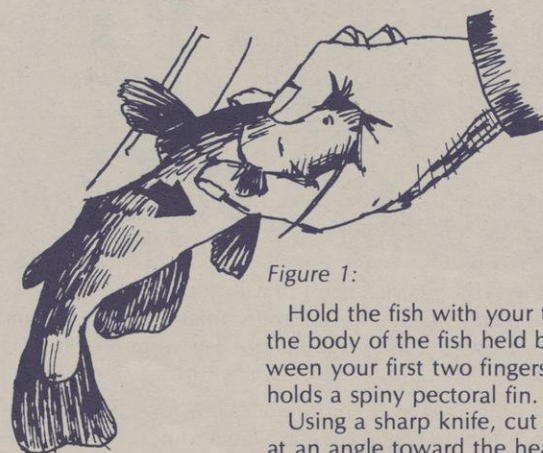 Figure 1:
Hold the fish with your
the body of the fish held b
ween your first two fingers
holds a spiny pectoral fin.
Using a sharp knife, cut
at an angle toward the hea